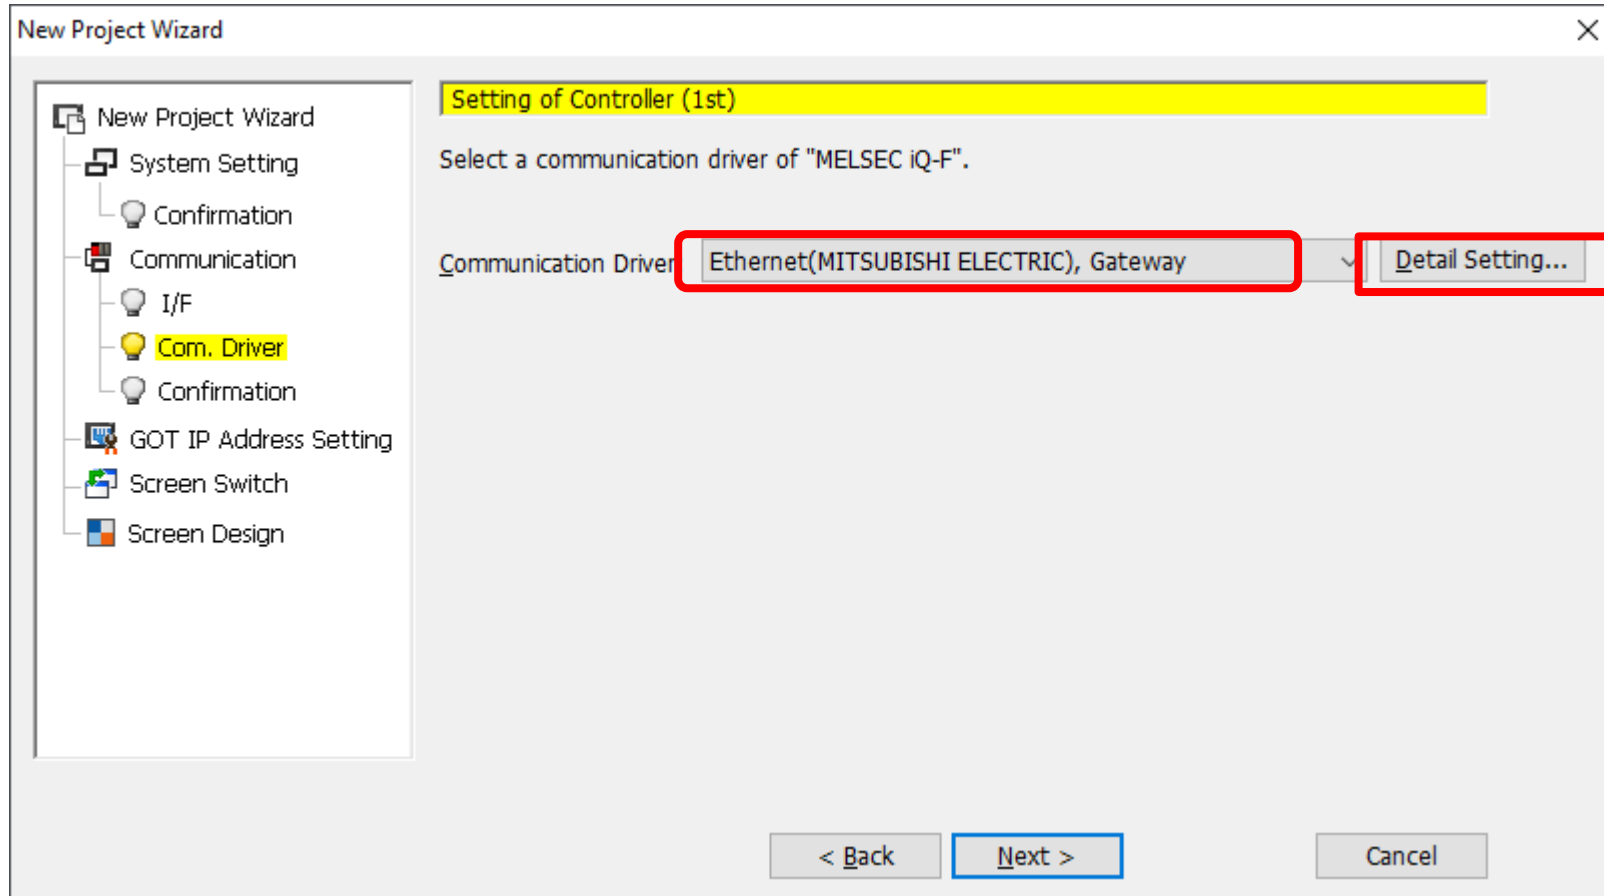 New Project Wizard
New Project Wizard
System Setting
Confirmation
Communication
I/F
Com. Driver
Confirmation
GOT IP Address Setting
Screen Switch
Screen Design
Setting of Controller (1st)
Select a communication driver of "MELSEC iQ-F".
Communication Driver Ethernet(MITSUBISHI ELECTRIC), Gateway Detail Setting...
< Back Next > Cancel